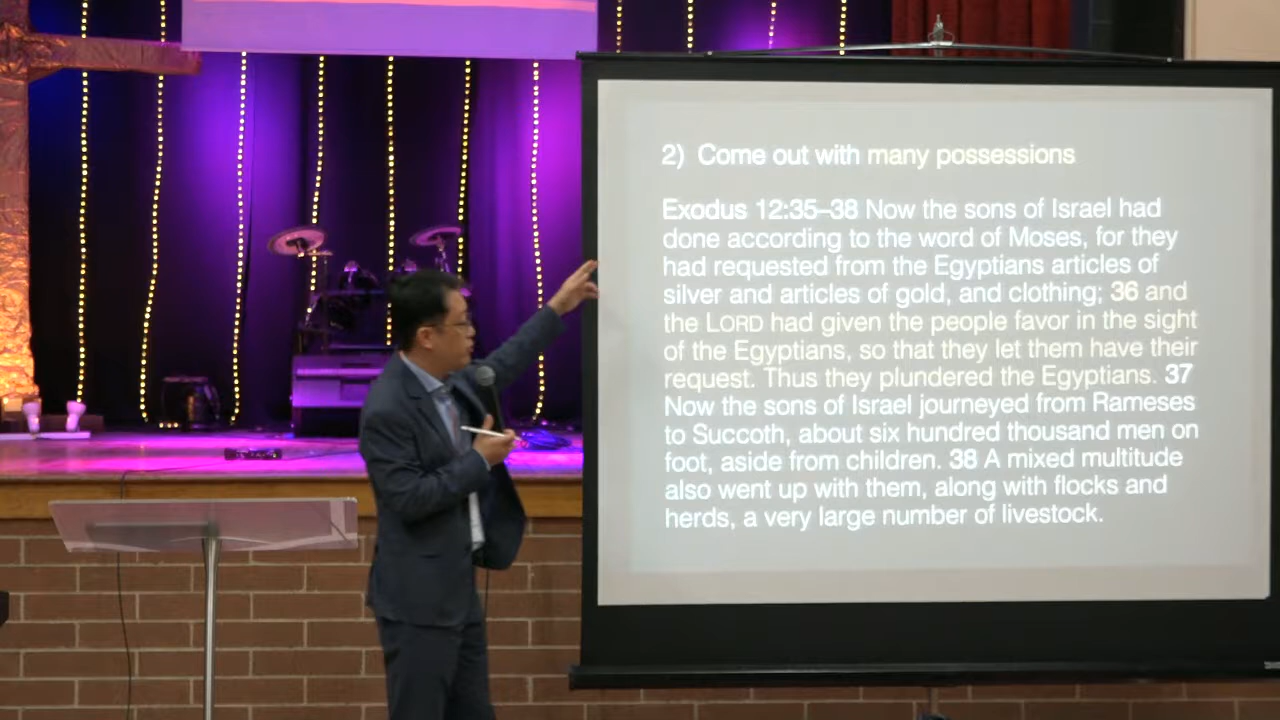 2) Come out with many possessions
Exodus 12:35–38 Now the sons of Israel had
done according to the word of Moses, for they
had requested from the Egyptians articles of
silver and articles of gold, and clothing; 36 and
the LORD had given the people favor in the sight
of the Egyptians, so that they let them have their
request. Thus they plundered the Egyptians. 37
Now the sons of Israel journeyed from Rameses
to Succoth, about six hundred thousand men on
foot, aside from children. 38 A mixed multitude
also went up with them, along with flocks and
herds, a very large number of livestock.